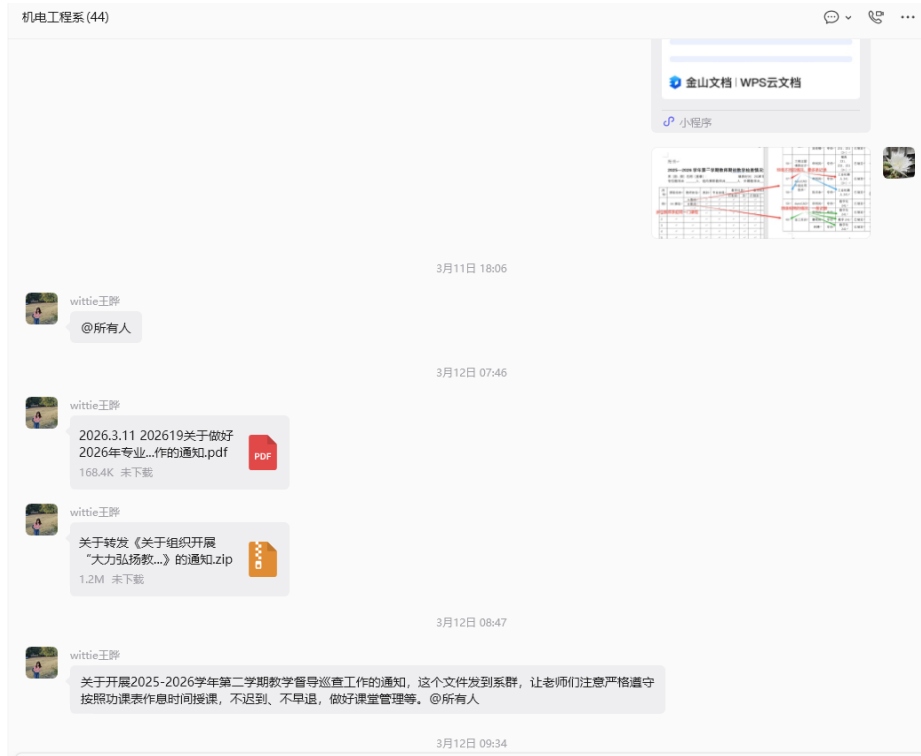 机电工程系(44)
金山文档 | WPS云文档
小程序
3月11日 18:06
wittie王晔
@所有人
3月12日 07:46
wittie王晔
2026.3.11 202619关于做好
2026年专业...作的通知.pdf
PDF
168.4K 未下载
wittie王晔
关于转发《关于组织开展
“大力弘扬教...》的通知.zip
1.2M 未下载
3月12日 08:47
wittie王晔
关于开展2025-2026学年第二学期教学督导巡查工作的通知，这个文件发到系群，让老师们注意严格遵守
按照功课表作息时间授课，不迟到、不早退，做好课堂管理等。@所有人
3月12日 09:34